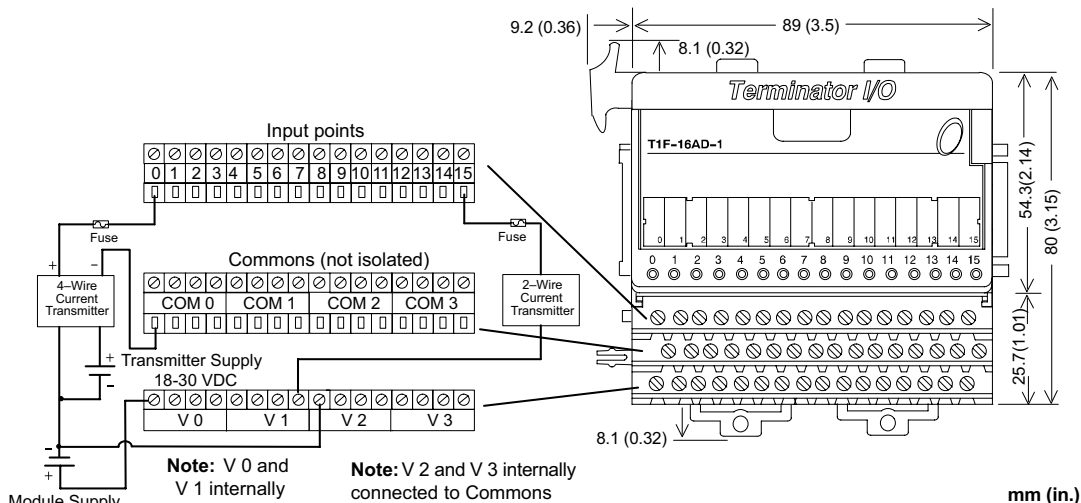 9.2 (0.36)
89 (3.5)
8.1 (0.32)
Terminator I/O
T1F-16AD-1
0 1 2 3 4 5 6 7 8 9 10 11 12 13 14 15
0 1 2 3 4 5 6 7 8 9 10 11 12 13 14 15
54.3(2.14)
80 (3.15)
25.7(1.01)
8.1 (0.32)
mm (in.)
Input points
0 1 2 3 4 5 6 7 8 9 10 11 12 13 14 15
Fuse
Fuse
Commons (not isolated)
COM 0 COM 1 COM 2 COM 3
+ -
4–Wire
Current
Transmitter
2–Wire
Current
Transmitter
+
-
Transmitter Supply
18-30 VDC
V 0 V 1 V 2 V 3
-
+
Module Supply
Note: V 0 and
V 1 internally
Note: V 2 and V 3 internally
connected to Commons